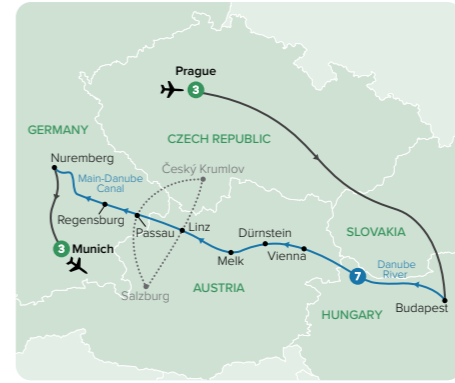 Prague
3
GERMANY
CZECH REPUBLIC
Nuremberg
Český Krumlov
Main-Danube
Canal
Regensburg
Passau
Linz
Dürnstein
SLOVAKIA
3 Munich
Melk
Vienna
7
Danube
River
Salzburg
AUSTRIA
HUNGARY
Budapest